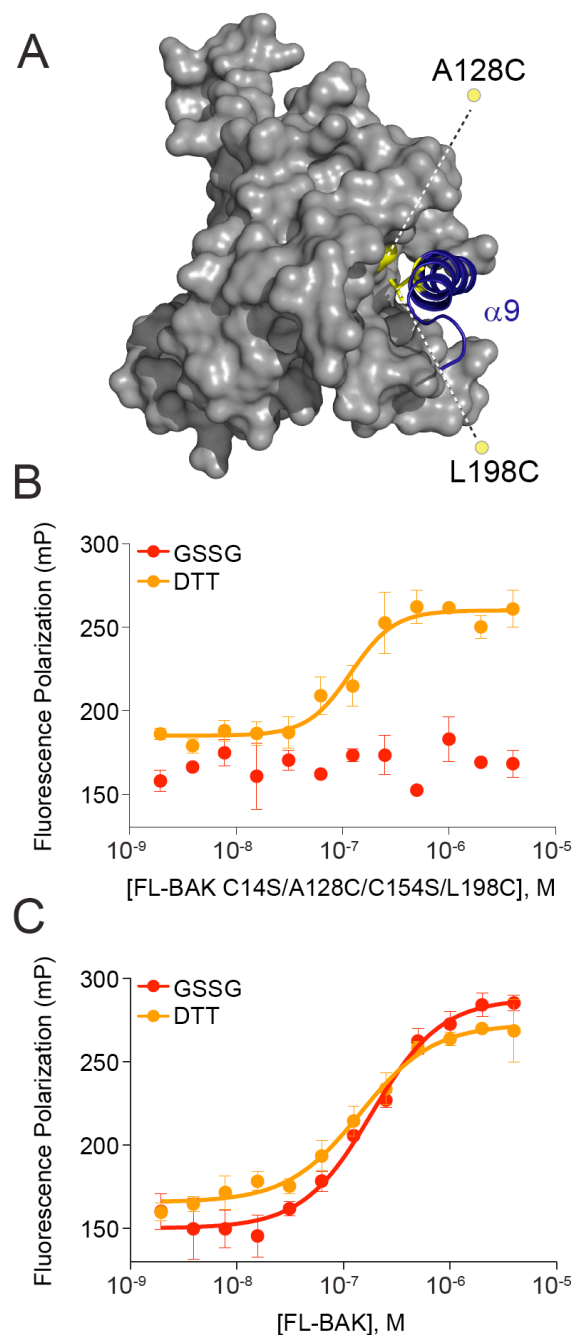 A
A128C
α9
L198C
B
GSSG
DTT
Fluorescence Polarization (mP)
300
250
200
150
10-9
10-8
10-7
10-6
10-5
[FL-BAK C14S/A128C/C154S/L198C], M
C
GSSG
DTT
Fluorescence Polarization (mP)
300
250
200
150
10-9
10-8
10-7
10-6
10-5
[FL-BAK], M